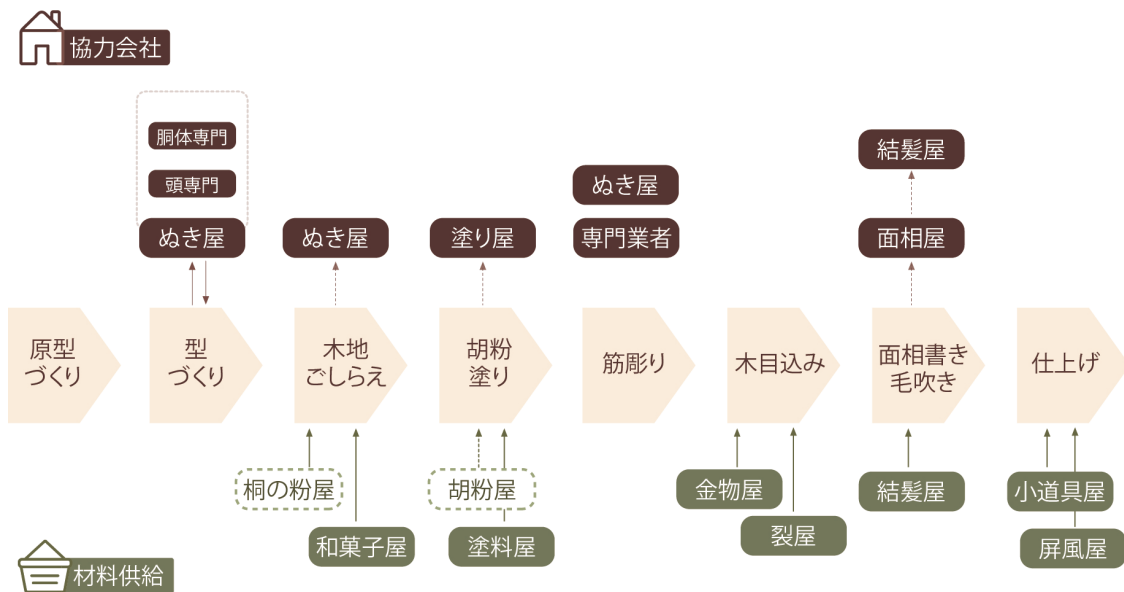 協力会社
胴体専門
頭専門
ぬき屋
ぬき屋
塗り屋
ぬき屋
専門業者
結髪屋
面相屋
原型
づくり
型
づくり
木地
ごしらえ
胡粉
塗り
筋彫り
木目込み
面相書き
毛吹き
仕上げ
桐の粉屋
和菓子屋
胡粉屋
塗料屋
金物屋
裂屋
結髪屋
小道具屋
屏風屋
材料供給